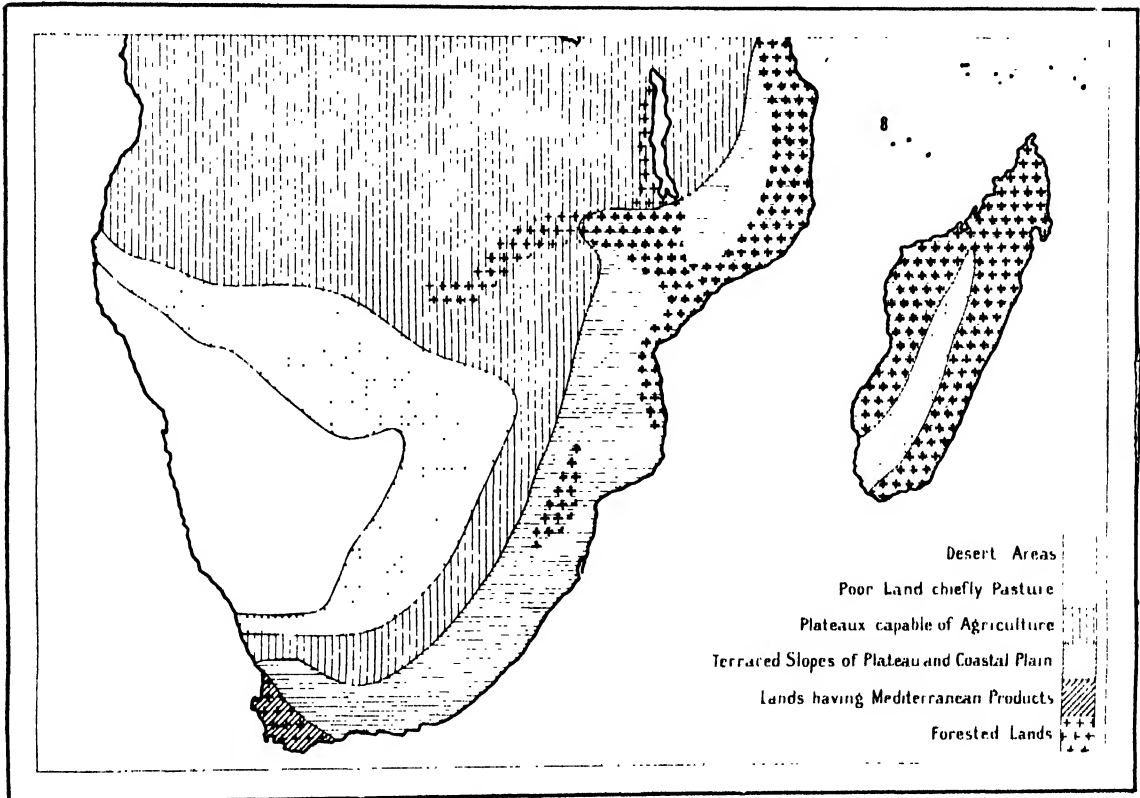 Desert Areas
Poor Land chiefly Pasture
Plateaux capable of Agriculture
Terraced Slopes of Plateau and Coastal Plain
Lands having Mediterranean Products
Forested Lands